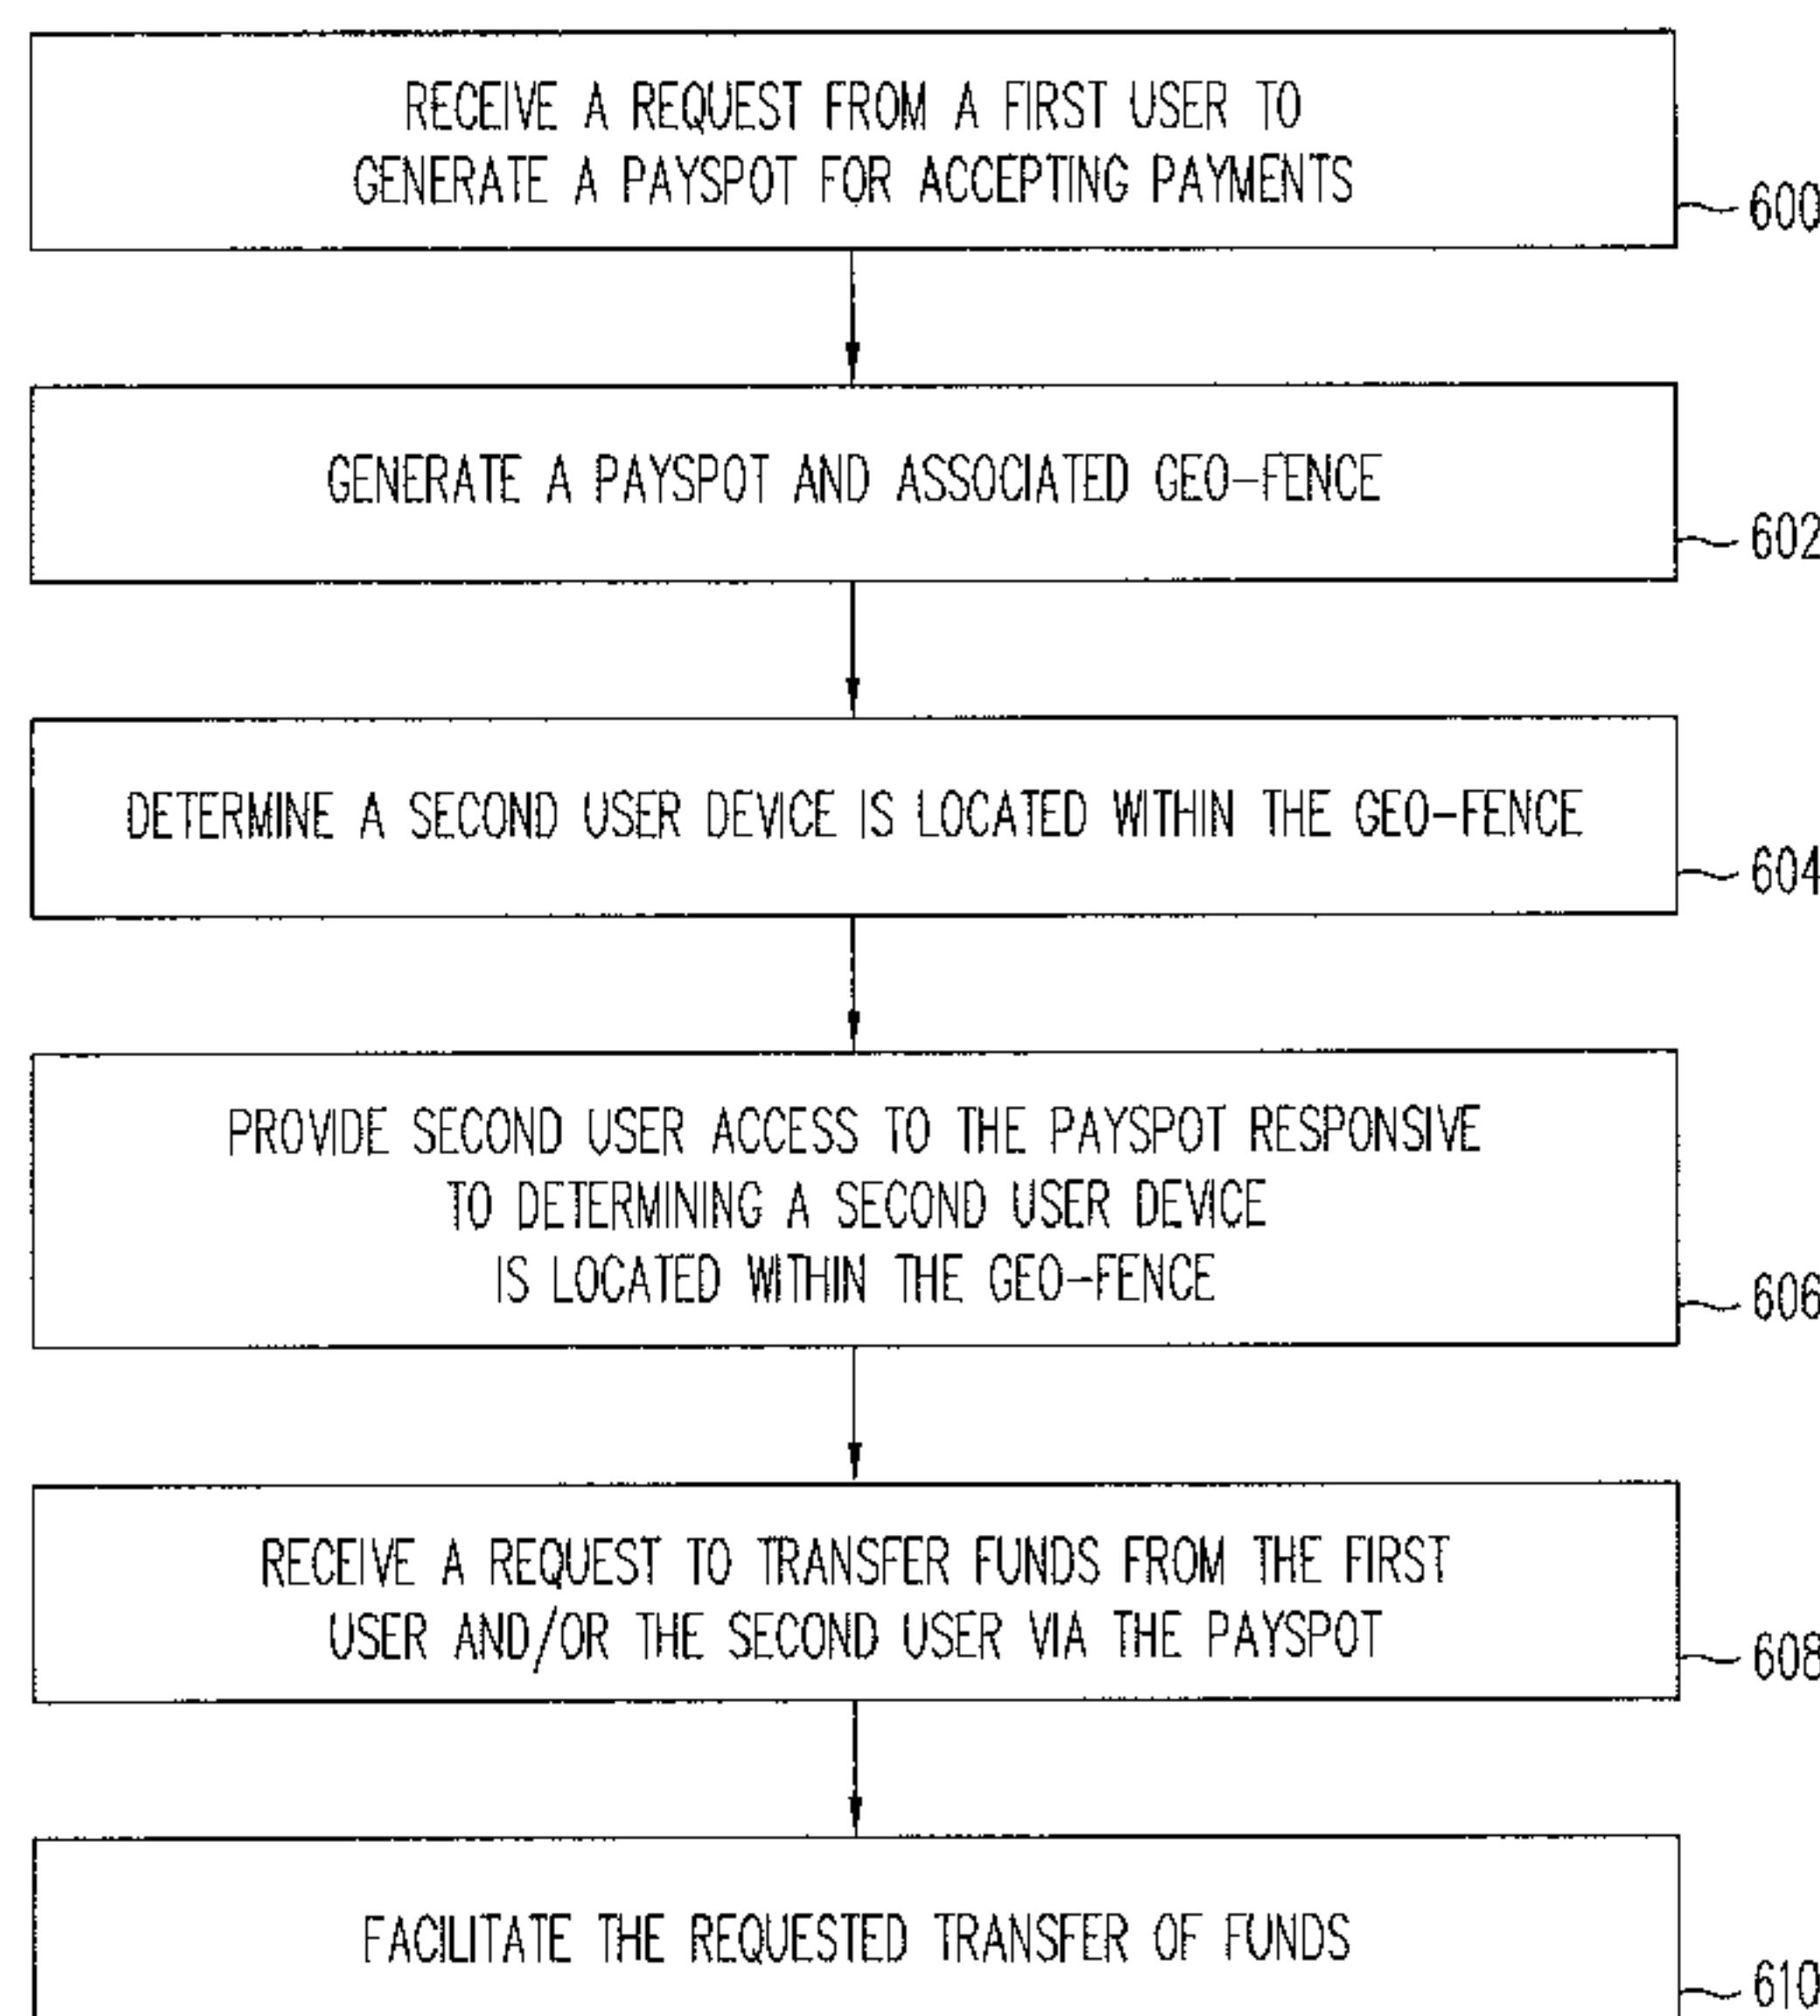 RECEIVE A REQUEST FROM A FIRST USER TO
GENERATE A PAYSPOT FOR ACCEPTING PAYMENTS
600
GENERATE A PAYSPOT AND ASSOCIATED GEO-FENCE
602
DETERMINE A SECOND USER DEVICE IS LOCATED WITHIN THE GEO-FENCE
604
PROVIDE SECOND USER ACCESS TO THE PAYSPOT RESPONSIVE
TO DETERMINING A SECOND USER DEVICE
IS LOCATED WITHIN THE GEO-FENCE
606
RECEIVE A REQUEST TO TRANSFER FUNDS FROM THE FIRST
USER AND/OR THE SECOND USER VIA THE PAYSPOT
608
FACILITATE THE REQUESTED TRANSFER OF FUNDS
610